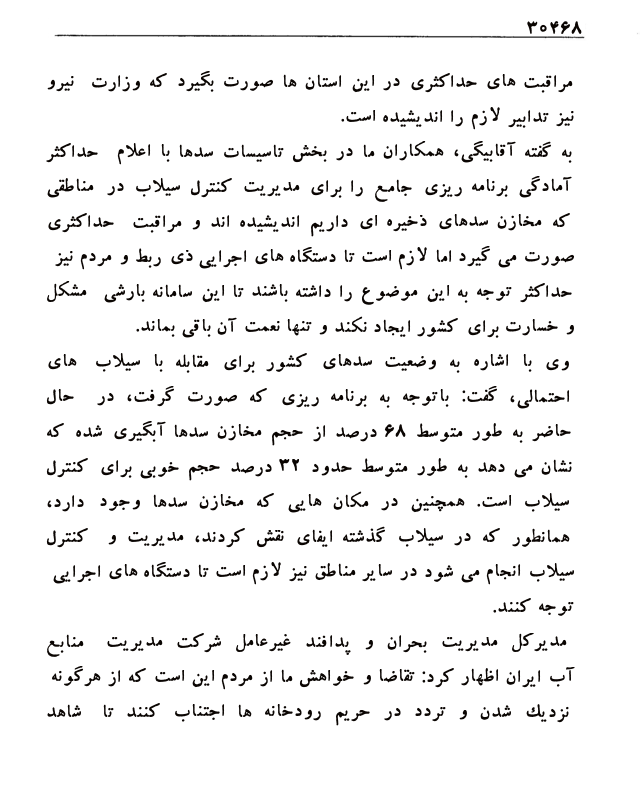 ۳۰۴۶۸
مراقبت های حداکثری در این استان ها صورت بگیرد که وزارت نیرو
نیز تدابیر لازم را اندیشیده است.
به گفته آقابیگی، همکاران ما در بخش تاسیسات سدها با اعلام حداکثر
آمادگی برنامه ریزی جامع را برای مدیریت کنترل سیلاب در مناطقی
که مخازن سدهای ذخیره ای داریم اندیشیده اند و مراقبت حداکثری
صورت می گیرد اما لازم است تا دستگاه های اجرایی ذی ربط و مردم نیز
حداکثر توجه به این موضوع را داشته باشند تا این سامانه بارشی مشکل
و خسارت برای کشور ایجاد نکند و تنها نعمت آن باقی بماند.
وی با اشاره به وضعیت سدهای کشور برای مقابله با سیلاب های
احتمالی، گفت: باتوجه به برنامه ریزی که صورت گرفت، در حال
حاضر به طور متوسط ۶۸ درصد از حجم مخازن سدها آبگیری شده که
نشان می دهد به طور متوسط حدود ۳۲ درصد حجم خوبی برای کنترل
سیلاب است. همچنین در مکان هایی که مخازن سدها وجود دارد،
همانطور که در سیلاب گذشته ایفای نقش کردند، مدیریت و کنترل
سیلاب انجام می شود در سایر مناطق نیز لازم است تا دستگاه های اجرایی
توجه کنند.
مدیرکل مدیریت بحران و پدافند غیرعامل شرکت مدیریت منابع
آب ایران اظهار کرد: تقاضا و خواهش ما از مردم این است که از هرگونه
نزدیك شدن و تردد در حریم رودخانه ها اجتناب کنند تا شاهد